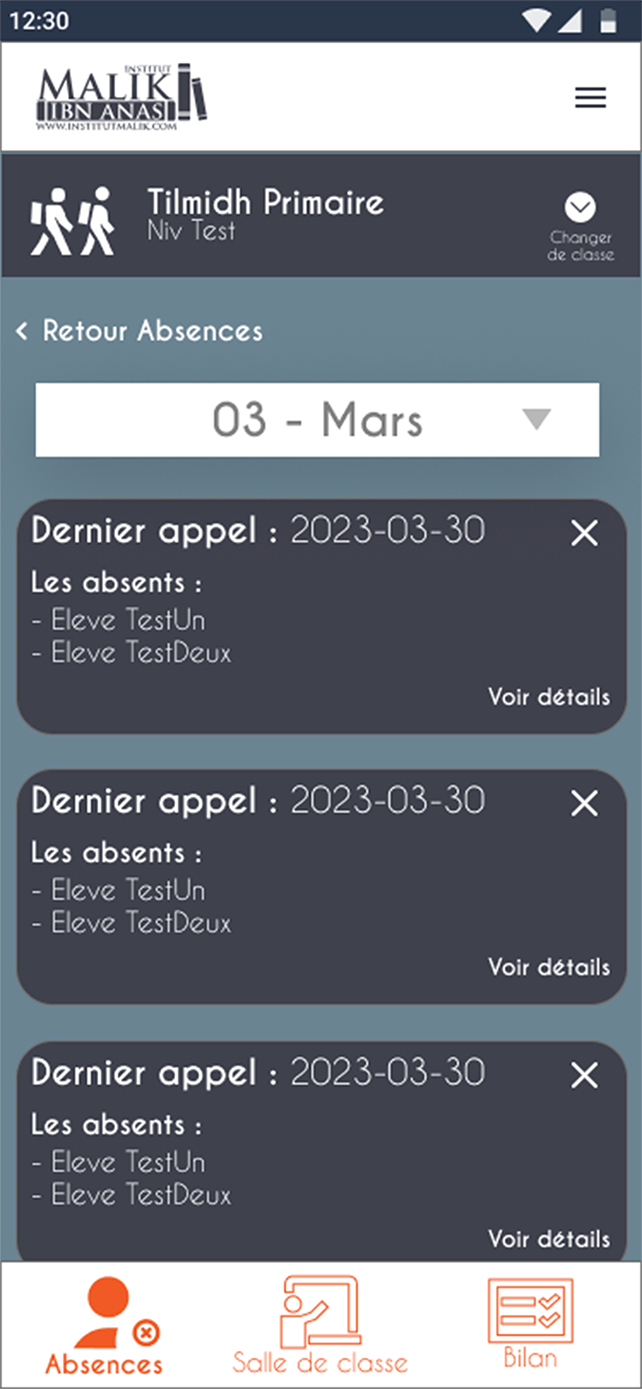 12:30
INSTITUT
MALIK
IBN ANAS
WWW.INSTITUTMALIK.COM
Tilmidh Primaire
Niv Test
Changer
de classe
< Retour Absences
03 - Mars
Dernier appel : 2023-03-30
Les absents :
- Eleve TestUn
- Eleve TestDeux
Voir détails
Dernier appel : 2023-03-30
Les absents :
- Eleve TestUn
- Eleve TestDeux
Voir détails
Dernier appel : 2023-03-30
Les absents :
- Eleve TestUn
- Eleve TestDeux
Voir détails
Absences
Salle de classe
Bilan